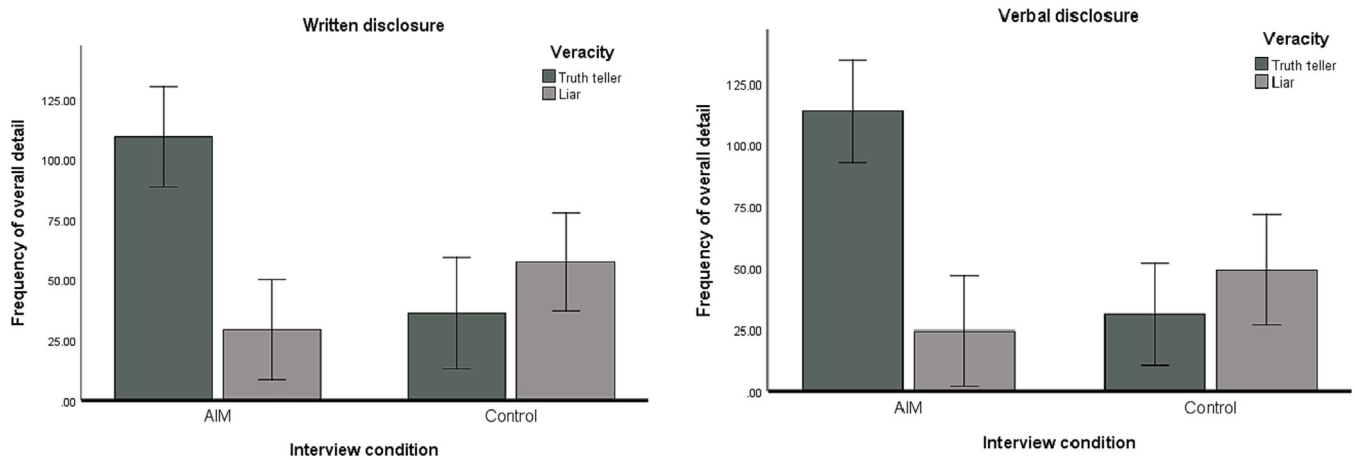 Written disclosure
Veracity
Truth teller
Liar
Frequency of overall detail
125.00
100.00
75.00
50.00
25.00
.00
AIM
Control
Interview condition
Verbal disclosure
Veracity
Truth teller
Liar
Frequency of overall detail
125.00
100.00
75.00
50.00
25.00
.00
AIM
Control
Interview condition